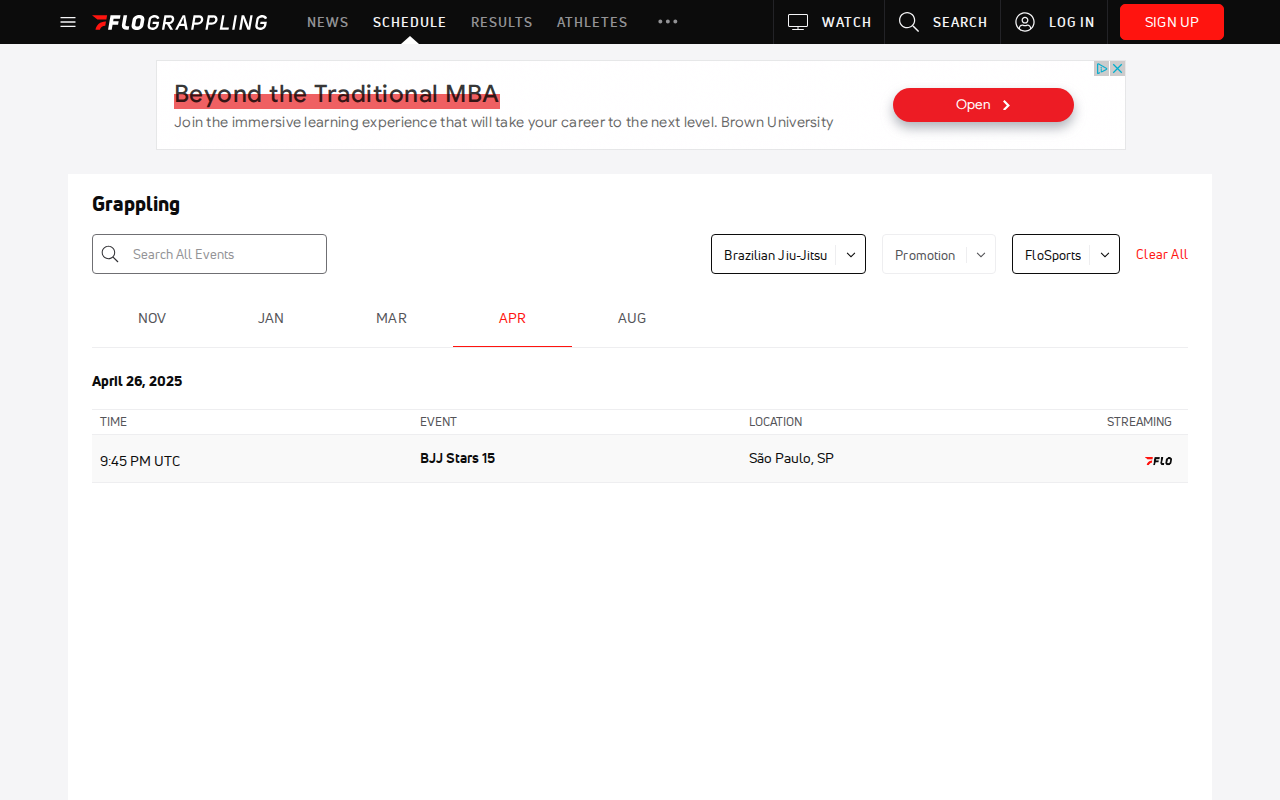 FLOGRAPPLING NEWS SCHEDULE RESULTS ATHLETES ••• WATCH SEARCH LOG IN SIGN UP
Beyond the Traditional MBA
Join the immersive learning experience that will take your career to the next level. Brown University
Open
Grappling
Search All Events Brazilian Jiu-Jitsu Promotion FloSports Clear All
NOV JAN MAR APR AUG
April 26, 2025
TIME EVENT LOCATION STREAMING
9:45 PM UTC BJJ Stars 15 São Paulo, SP FLO